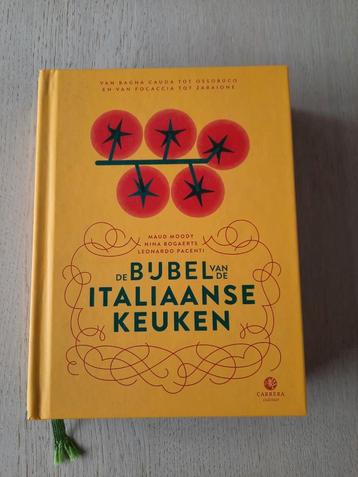 VAN BAGNA CAUDA TOT OSSOBUCO
EN VAN FOCACCIA TOT ZABAIONE
MAUD MOODY
NINA BOGAERTS
LEONARDO PACENTI
DE BIJBEL VAN DE
ITALIAANSE
KEUKEN
CARRERA
culinair